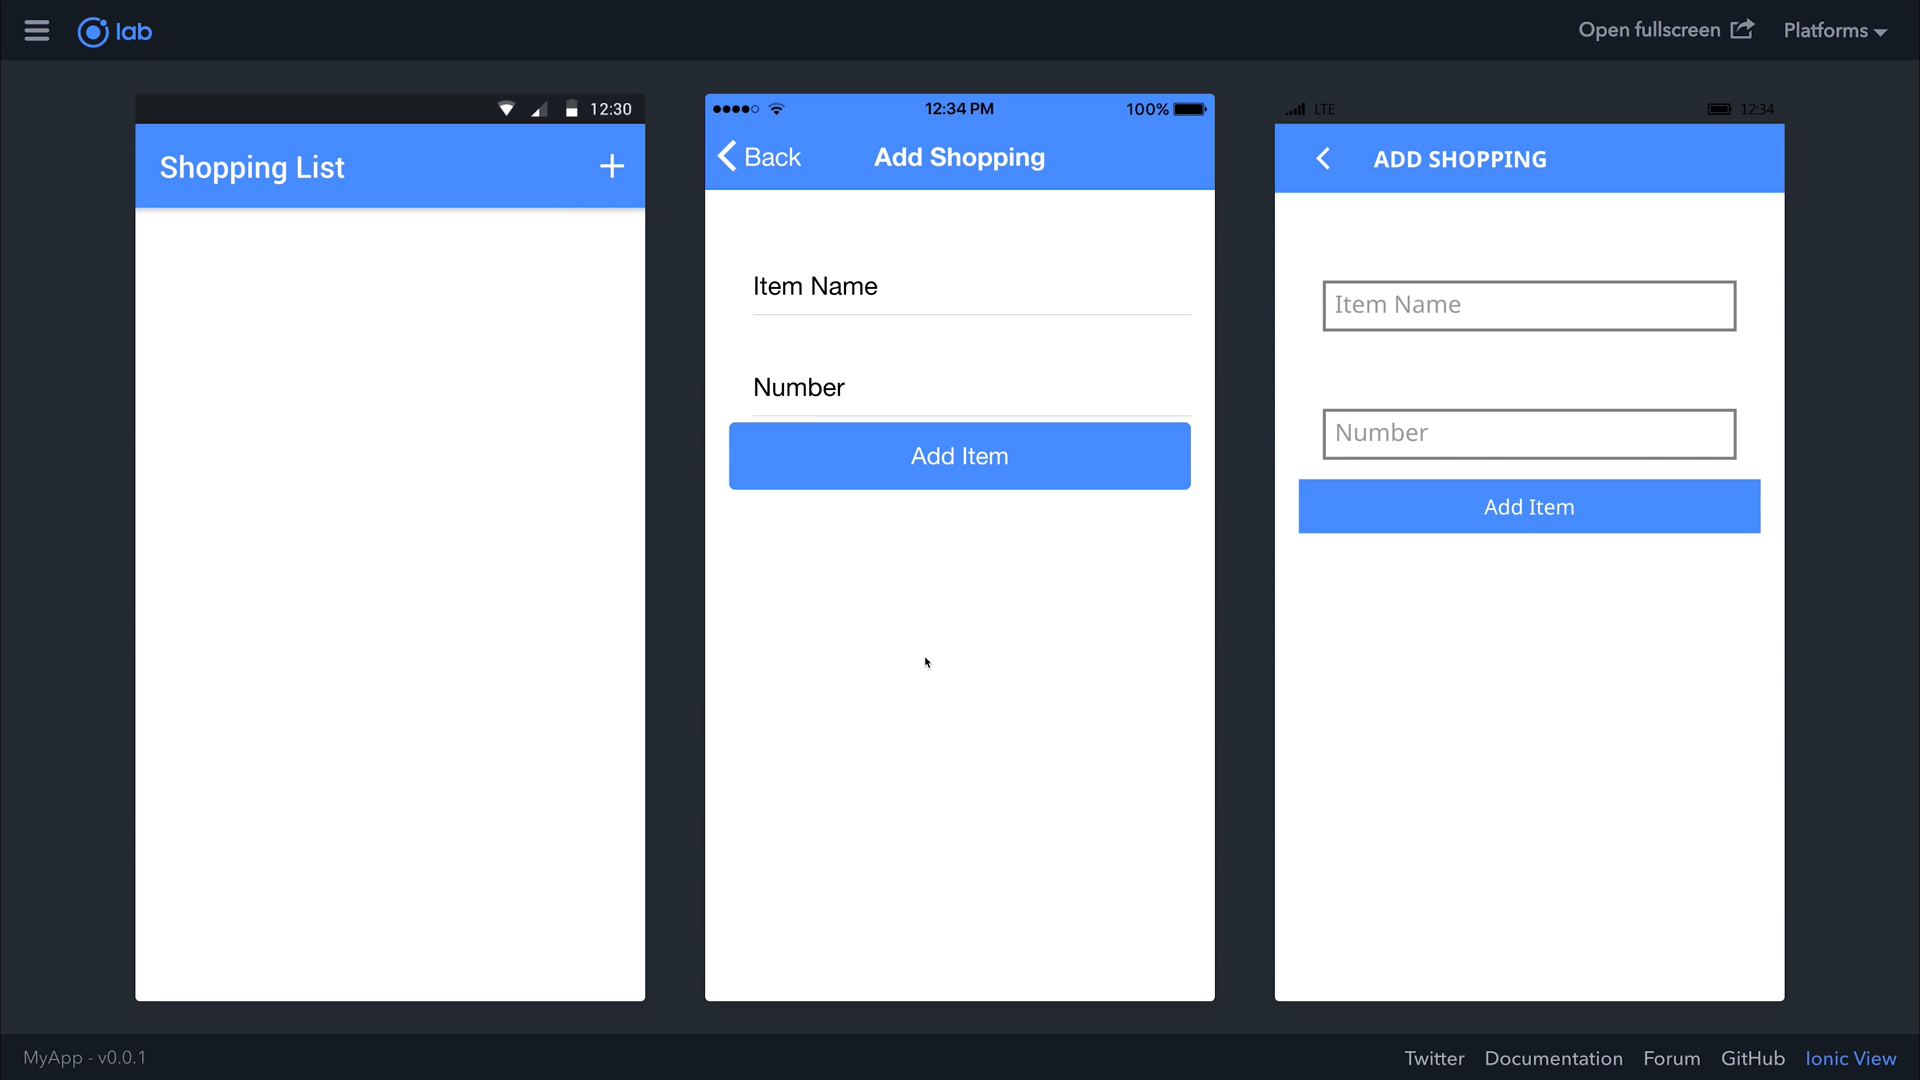 lab
Open fullscreen
Platforms
12:30
Shopping List
12:34 PM
100%
Back
Add Shopping
Item Name
Number
Add Item
LTE
12:34
ADD SHOPPING
Item Name
Number
Add Item
MyApp - v0.0.1
Twitter Documentation Forum GitHub Ionic View